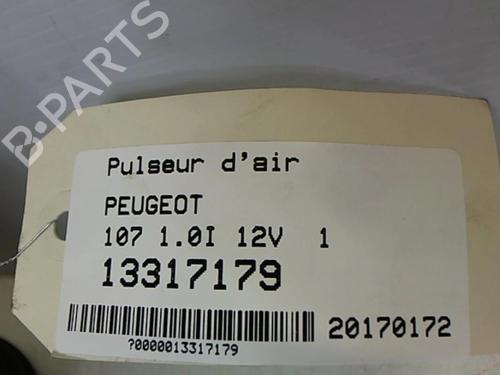 B-PARTS
Pulseur d'air
PEUGEOT
107 1.0I 12V 1
13317179
20170172
?0000013317179